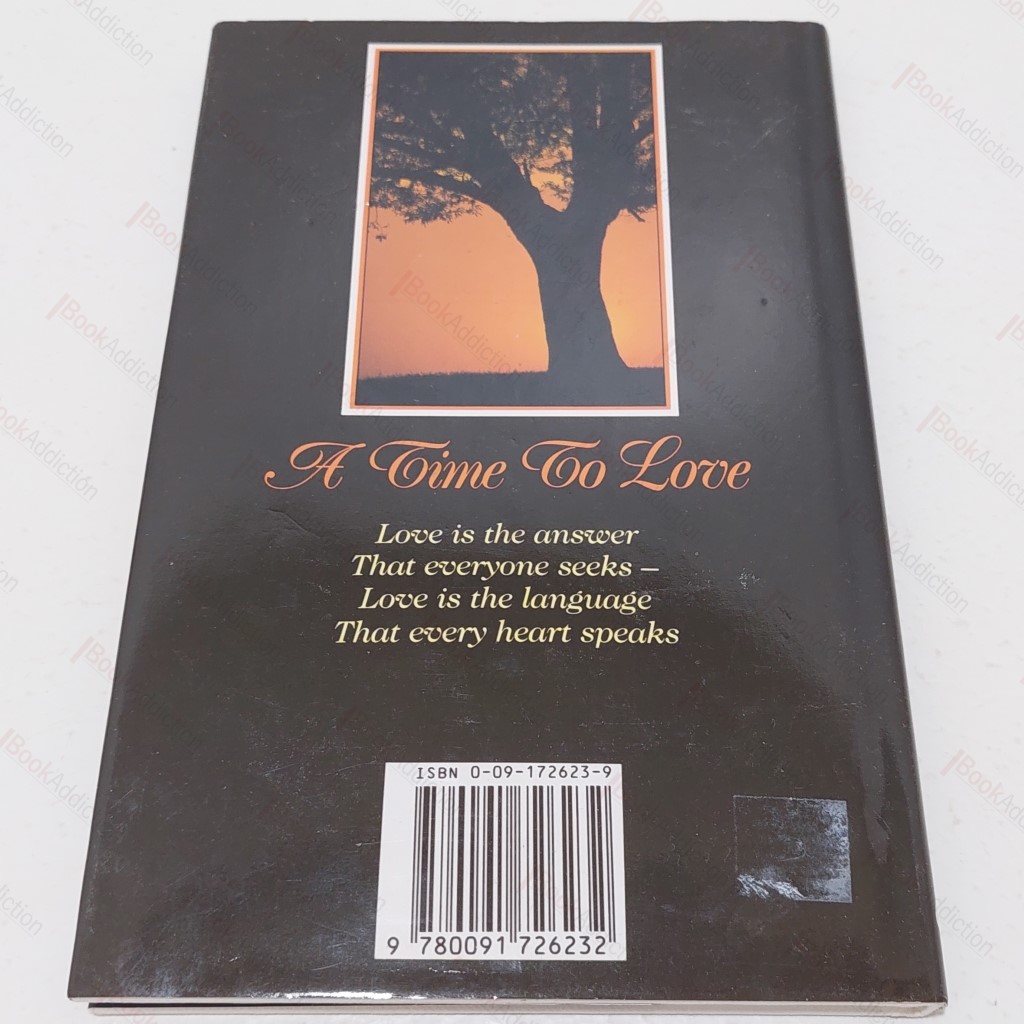 A Time To Love
Love is the answer
That everyone seeks –
Love is the language
That every heart speaks
ISBN 0-09-172623-9
9 780091 726232
BookAddiction